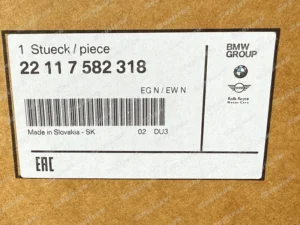 1 Stueck / piece
BMW
GROUP
22 11 7 582 318
EG N / EW N
Rolls-Royce
Motor Cars
Made in Slovakia - SK
02 DU3
EAC